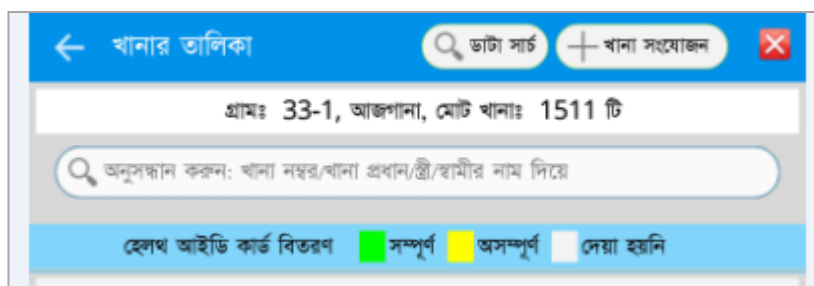 খানার তালিকা ডাটা সার্চ খানা সংযোজন
গ্রামঃ 33-1, আজগানা, মোট খানাঃ 1511 টি
অনুসন্ধান করুন: খানা নম্বর/খানা প্রধান/স্ত্রী/স্বামীর নাম দিয়ে
হেলথ আইডি কার্ড বিতরণ সম্পূর্ণ অসম্পূর্ণ দেয়া হয়নি